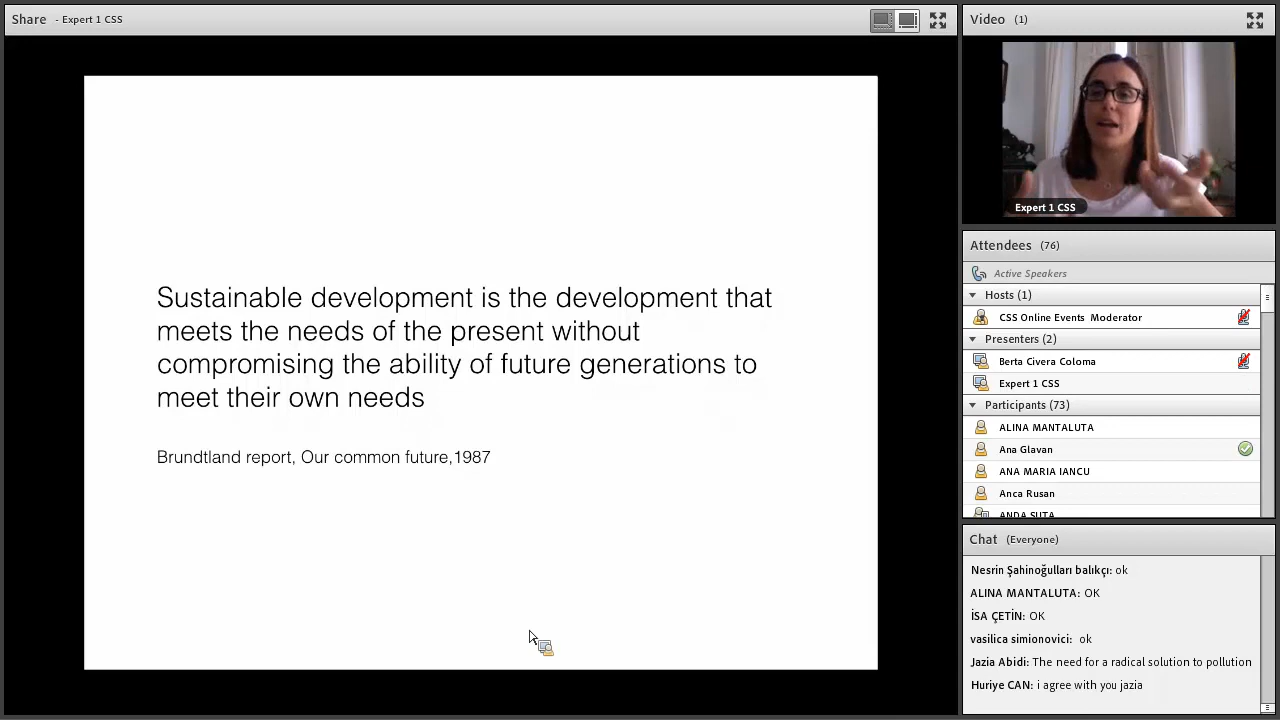 Share - Expert 1 CSS
Sustainable development is the development that
meets the needs of the present without
compromising the ability of future generations to
meet their own needs
Brundtland report, Our common future,1987
Video (1)
Expert 1 CSS
Attendees (76)
Active Speakers
Hosts (1)
CSS Online Events Moderator
Presenters (2)
Berta Civera Coloma
Expert 1 CSS
Participants (73)
ALINA MANTALUTA
Ana Glavan
ANA MARIA IANCU
Anca Rusan
ANDA SUTA
Chat (Everyone)
Nesrin Şahinoğulları balıkçı: ok
ALINA MANTALUTA: OK
İSA ÇETİN: OK
vasilica simionovici: ok
Jazia Abidi: The need for a radical solution to pollution
Huriye CAN: i agree with you jazia